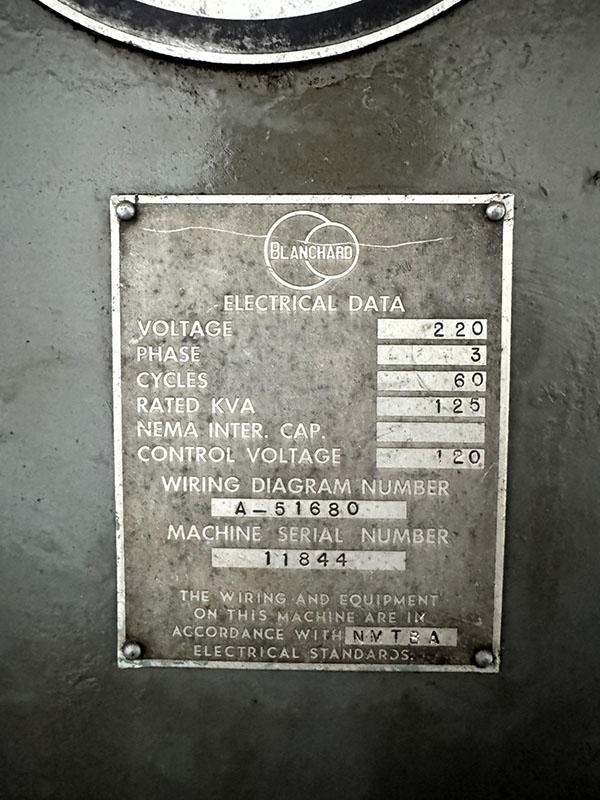 BLANCHARD
ELECTRICAL DATA
VOLTAGE 220
PHASE 3
CYCLES 60
RATED KVA 125
NEMA INTER. CAP.
CONTROL VOLTAGE 120
WIRING DIAGRAM NUMBER
A-51680
MACHINE SERIAL NUMBER
11844
THE WIRING AND EQUIPMENT
ON THIS MACHINE ARE IN
ACCORDANCE WITH NMTBA
ELECTRICAL STANDARDS.